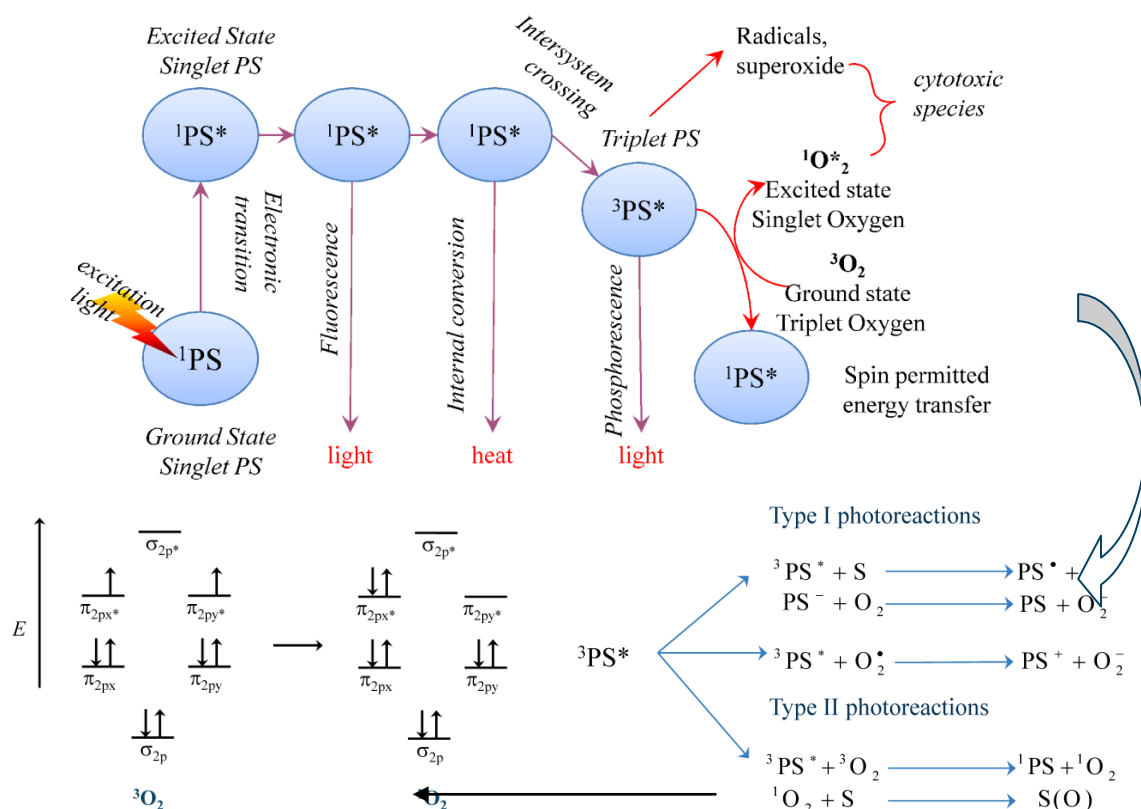 Excited State
Singlet PS
¹PS*
¹PS*
¹PS*
Intersystem
crossing
Triplet PS
³PS*
Radicals,
superoxide
cytotoxic
species
¹O*₂
Excited state
Singlet Oxygen
³O₂
Ground state
Triplet Oxygen
Electronic
transition
excitation
light
¹PS
Ground State
Singlet PS
Fluorescence
light
Internal conversion
heat
Phosphorescence
light
¹PS*
Spin permitted
energy transfer
E
σ2p*
π2px* π2py*
π2px π2py
σ2p
³O₂
σ2p*
π2px* π2py*
π2px π2py
σ2p
O₂
³PS*
Type I photoreactions
³PS* + S PS• +
PS⁻ + O₂ PS + O₂⁻
³PS* + O₂• PS⁺ + O₂⁻
Type II photoreactions
³PS* + ³O₂ ¹PS + ¹O₂
¹O₂ + S S(O)